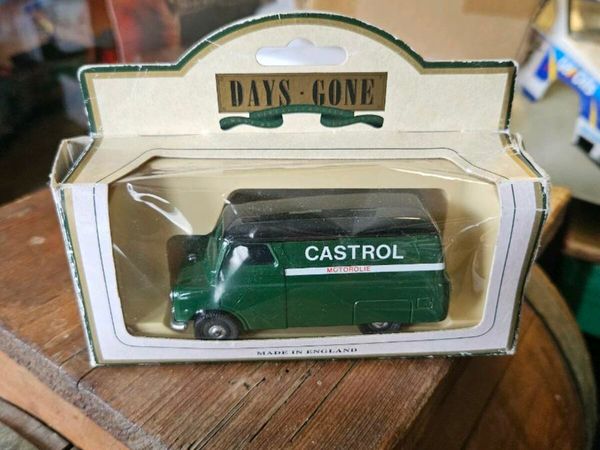 DAYS · GONE
CASTROL
MOTOROLIE
MADE IN ENGLAND